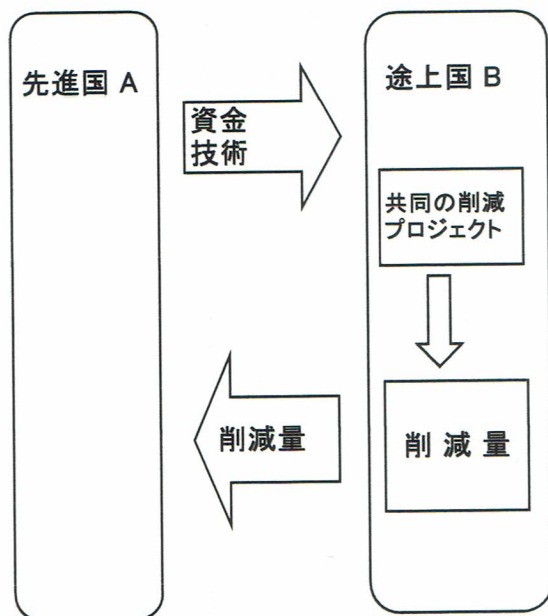 先進国 A
途上国 B
資金
技術
共同の削減
プロジェクト
削減量
削 減 量